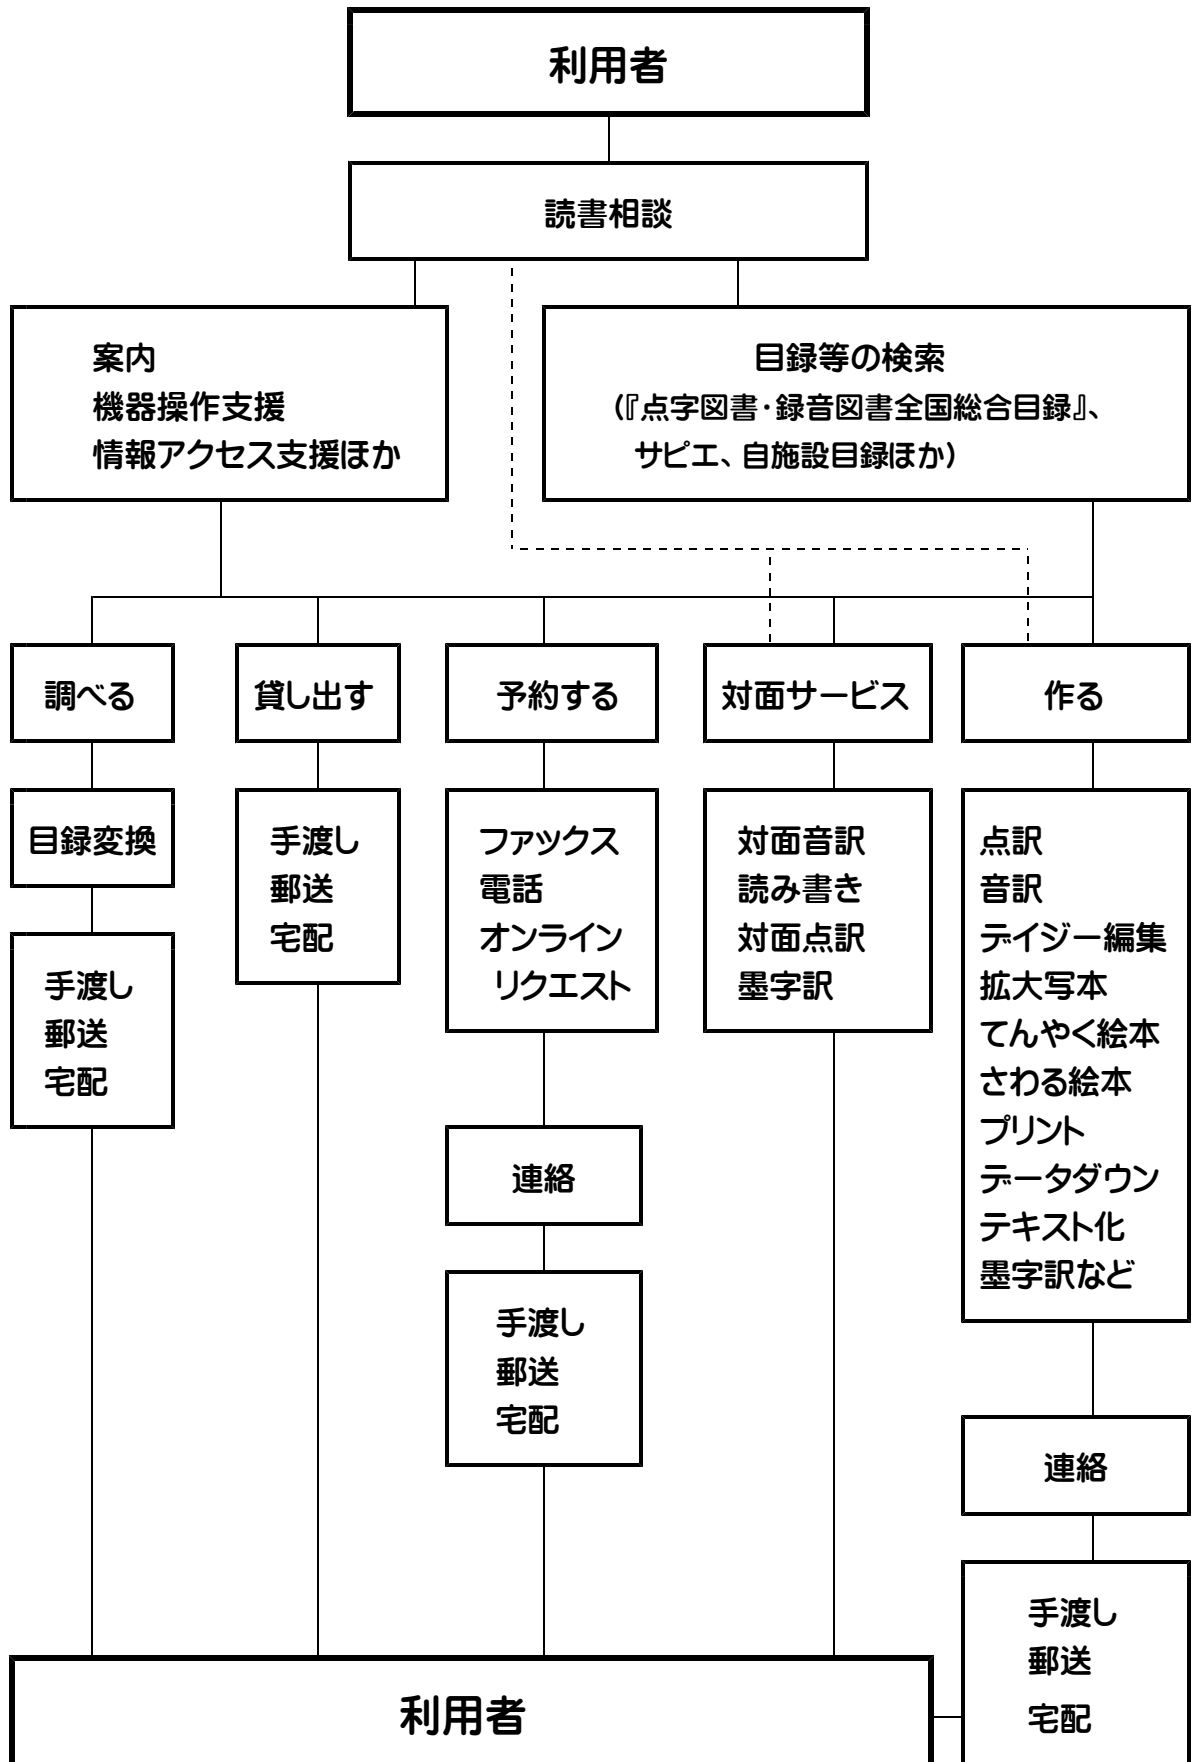 利用者
読書相談
案内
機器操作支援
情報アクセス支援ほか
目録等の検索
(『点字図書・録音図書全国総合目録』、
サピエ、自施設目録ほか)
調べる
貸し出す
予約する
対面サービス
作る
目録変換
手渡し
郵送
宅配
手渡し
郵送
宅配
ファックス
電話
オンライン
リクエスト
対面音訳
読み書き
対面点訳
墨字訳
点訳
音訳
デイジー編集
拡大写本
てんやく絵本
さわる絵本
プリント
データダウン
テキスト化
墨字訳など
連絡
手渡し
郵送
宅配
連絡
手渡し
郵送
宅配
利用者